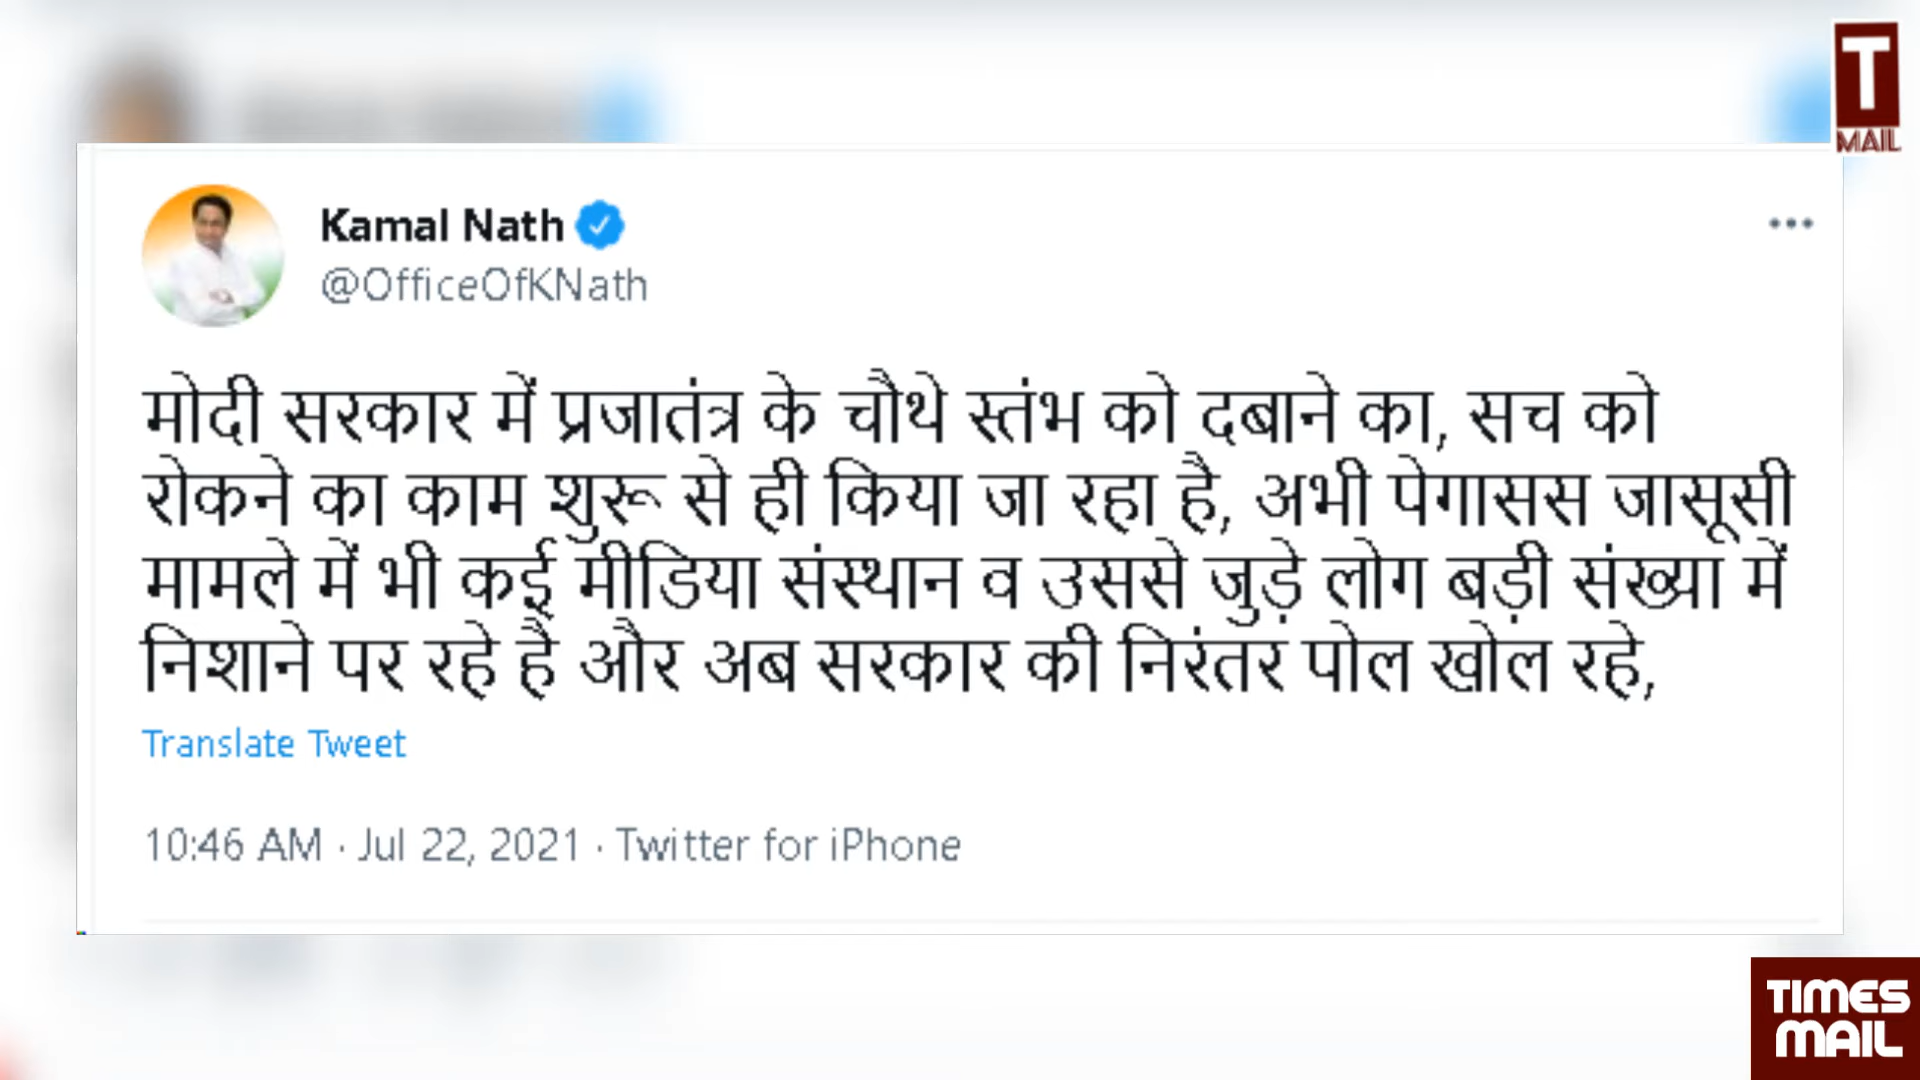 T
MAIL
Kamal Nath
@OfficeOfKNath
मोदी सरकार में प्रजातंत्र के चौथे स्तंभ को दबाने का, सच को
रोकने का काम शुरू से ही किया जा रहा है, अभी पेगासस जासूसी
मामले में भी कई मीडिया संस्थान व उससे जुड़े लोग बड़ी संख्या में
निशाने पर रहे है और अब सरकार की निरंतर पोल खोल रहे,
Translate Tweet
10:46 AM · Jul 22, 2021 · Twitter for iPhone
TIMES
MAIL